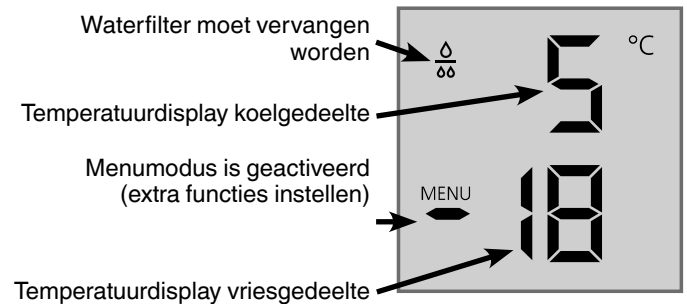 Waterfilter moet vervangen
worden
°C
5
Temperatuurdisplay koelgedeelte
Menumodus is geactiveerd
(extra functies instellen)
MENU
-18
Temperatuurdisplay vriesgedeelte